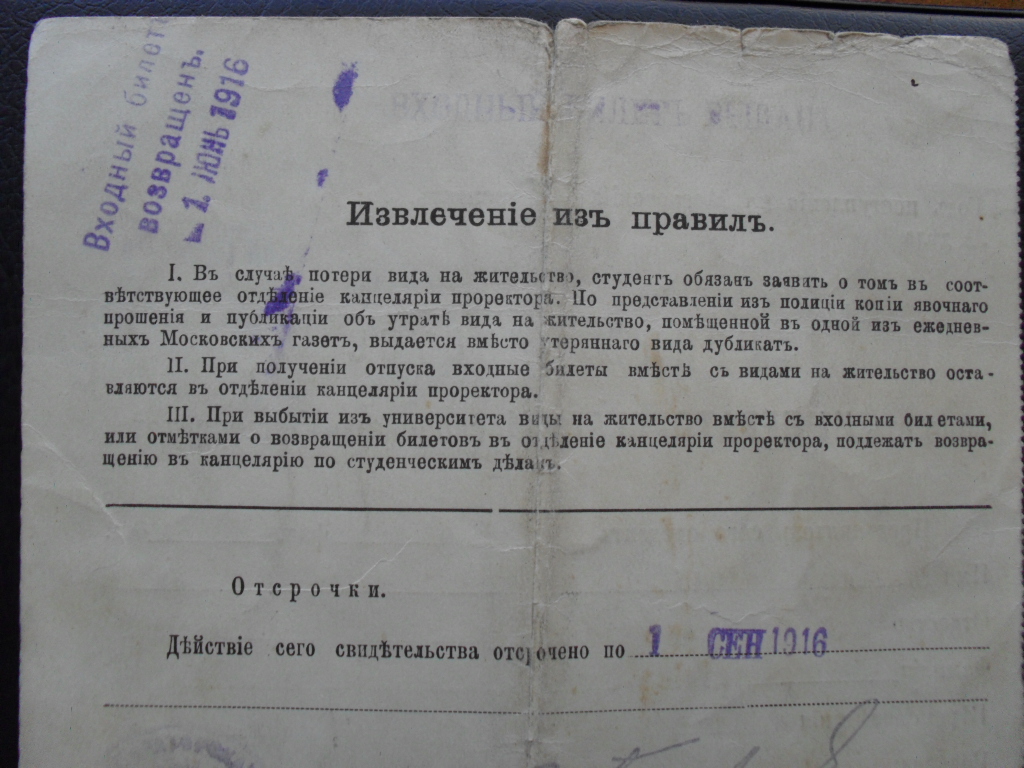 Входный билетъ
возвращенъ.
1 ІЮНЬ 1916
Извлеченіе изъ правилъ.
I. Въ случаѣ потери вида на жительство, студентъ обязан заявить о томъ въ соот-
вѣтствующее отдѣленіе канцеляріи проректора. По представленіи из полиціи копіи явочнаго
прошенія и публикаціи объ утратѣ вида на жительство, помѣщенной въ одной из ежеднев-
ныхъ Московскихъ газетъ, выдается вмѣсто утеряннаго вида дубликатъ.
II. При полученіи отпуска входные билеты вмѣстѣ съ видами на жительство оста-
вляются въ отдѣленіи канцеляріи проректора.
III. При выбытіи изъ университета виды на жительство вмѣстѣ съ входными билетами,
или отмѣтками о возвращеніи билетовъ въ отдѣленіе канцеляріи проректора, подлежатъ возвра-
щенію въ канцелярію по студенческимъ дѣламъ.
Отсрочки.
Дѣйствіе сего свидѣтельства отсрочено по 1 СЕН 1916